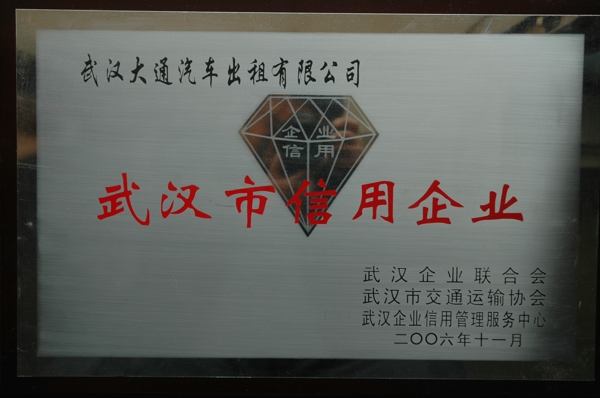 武汉大通汽车出租有限公司
企业
信用
武汉市信用企业
武汉企业联合会
武汉市交通运输协会
武汉企业信用管理服务中心
二〇〇六年十一月